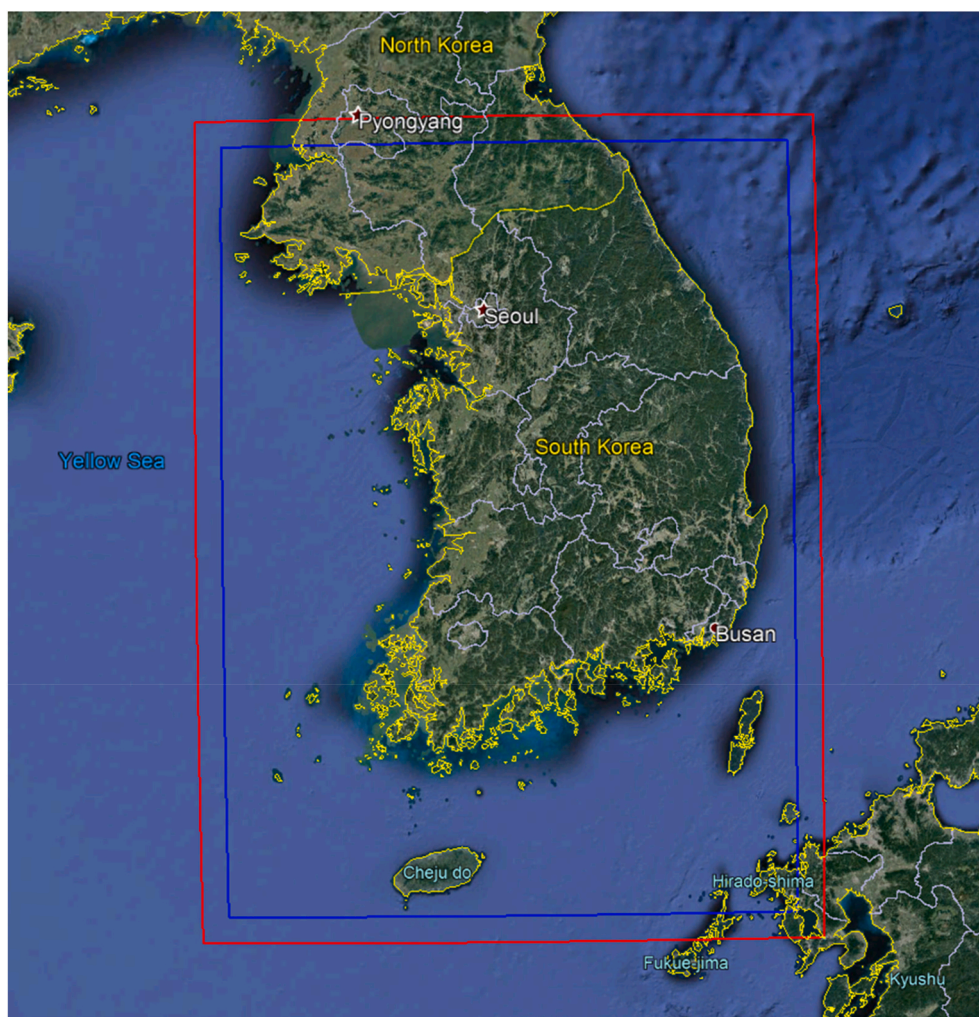 North Korea
Pyongyang
Seoul
South Korea
Yellow Sea
Busan
Cheju do
Hirado-shima
Fukue-jima
Kyushu